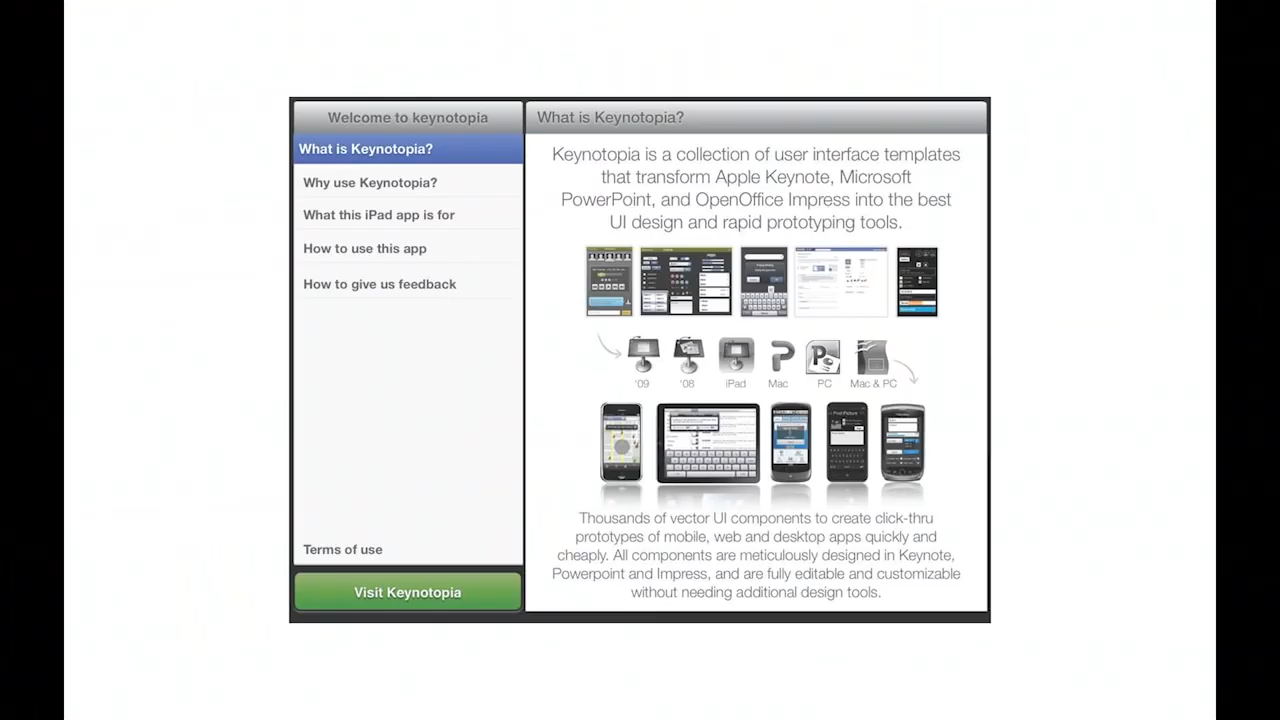 Welcome to keynotopia
What is Keynotopia?
Why use Keynotopia?
What this iPad app is for
How to use this app
How to give us feedback
Terms of use
Visit Keynotopia
What is Keynotopia?
Keynotopia is a collection of user interface templates
that transform Apple Keynote, Microsoft
PowerPoint, and OpenOffice Impress into the best
UI design and rapid prototyping tools.
'09 '08 iPad Mac PC Mac & PC
Thousands of vector UI components to create click-thru
prototypes of mobile, web and desktop apps quickly and
cheaply. All components are meticulously designed in Keynote,
Powerpoint and Impress, and are fully editable and customizable
without needing additional design tools.